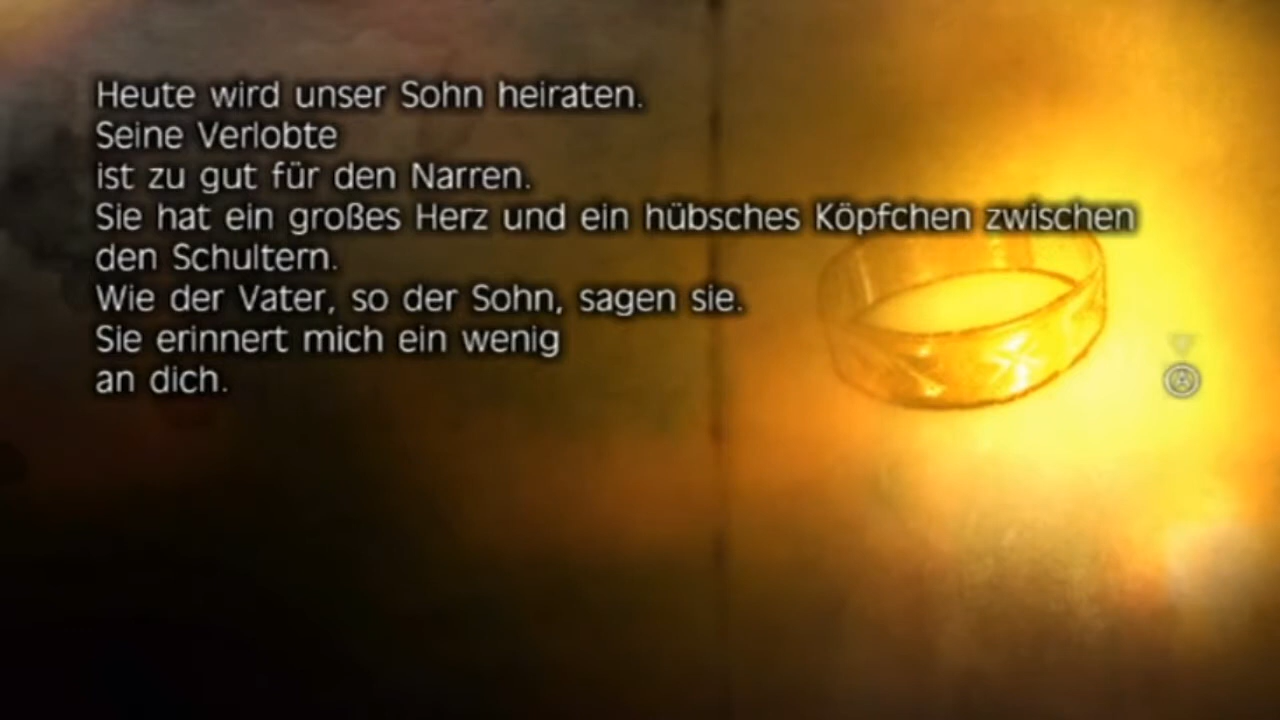 Heute wird unser Sohn heiraten.
Seine Verlobte
ist zu gut für den Narren.
Sie hat ein großes Herz und ein hübsches Köpfchen zwischen
den Schultern.
Wie der Vater, so der Sohn, sagen sie.
Sie erinnert mich ein wenig
an dich.